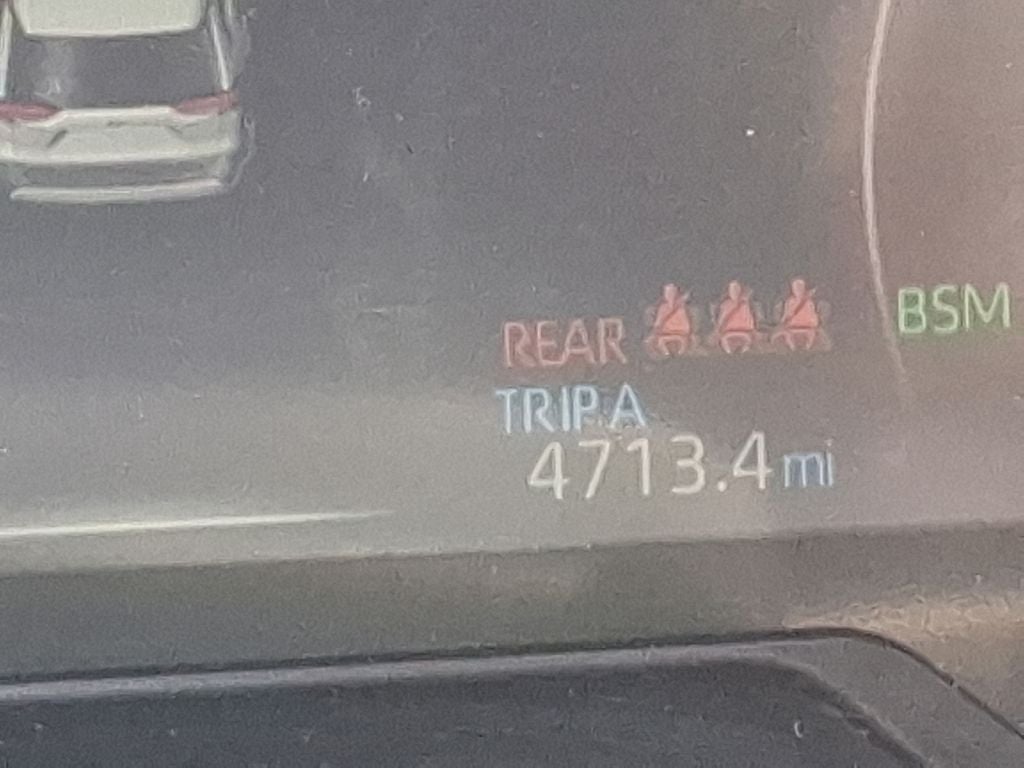 REAR
BSM
TRIP A
4713.4 mi